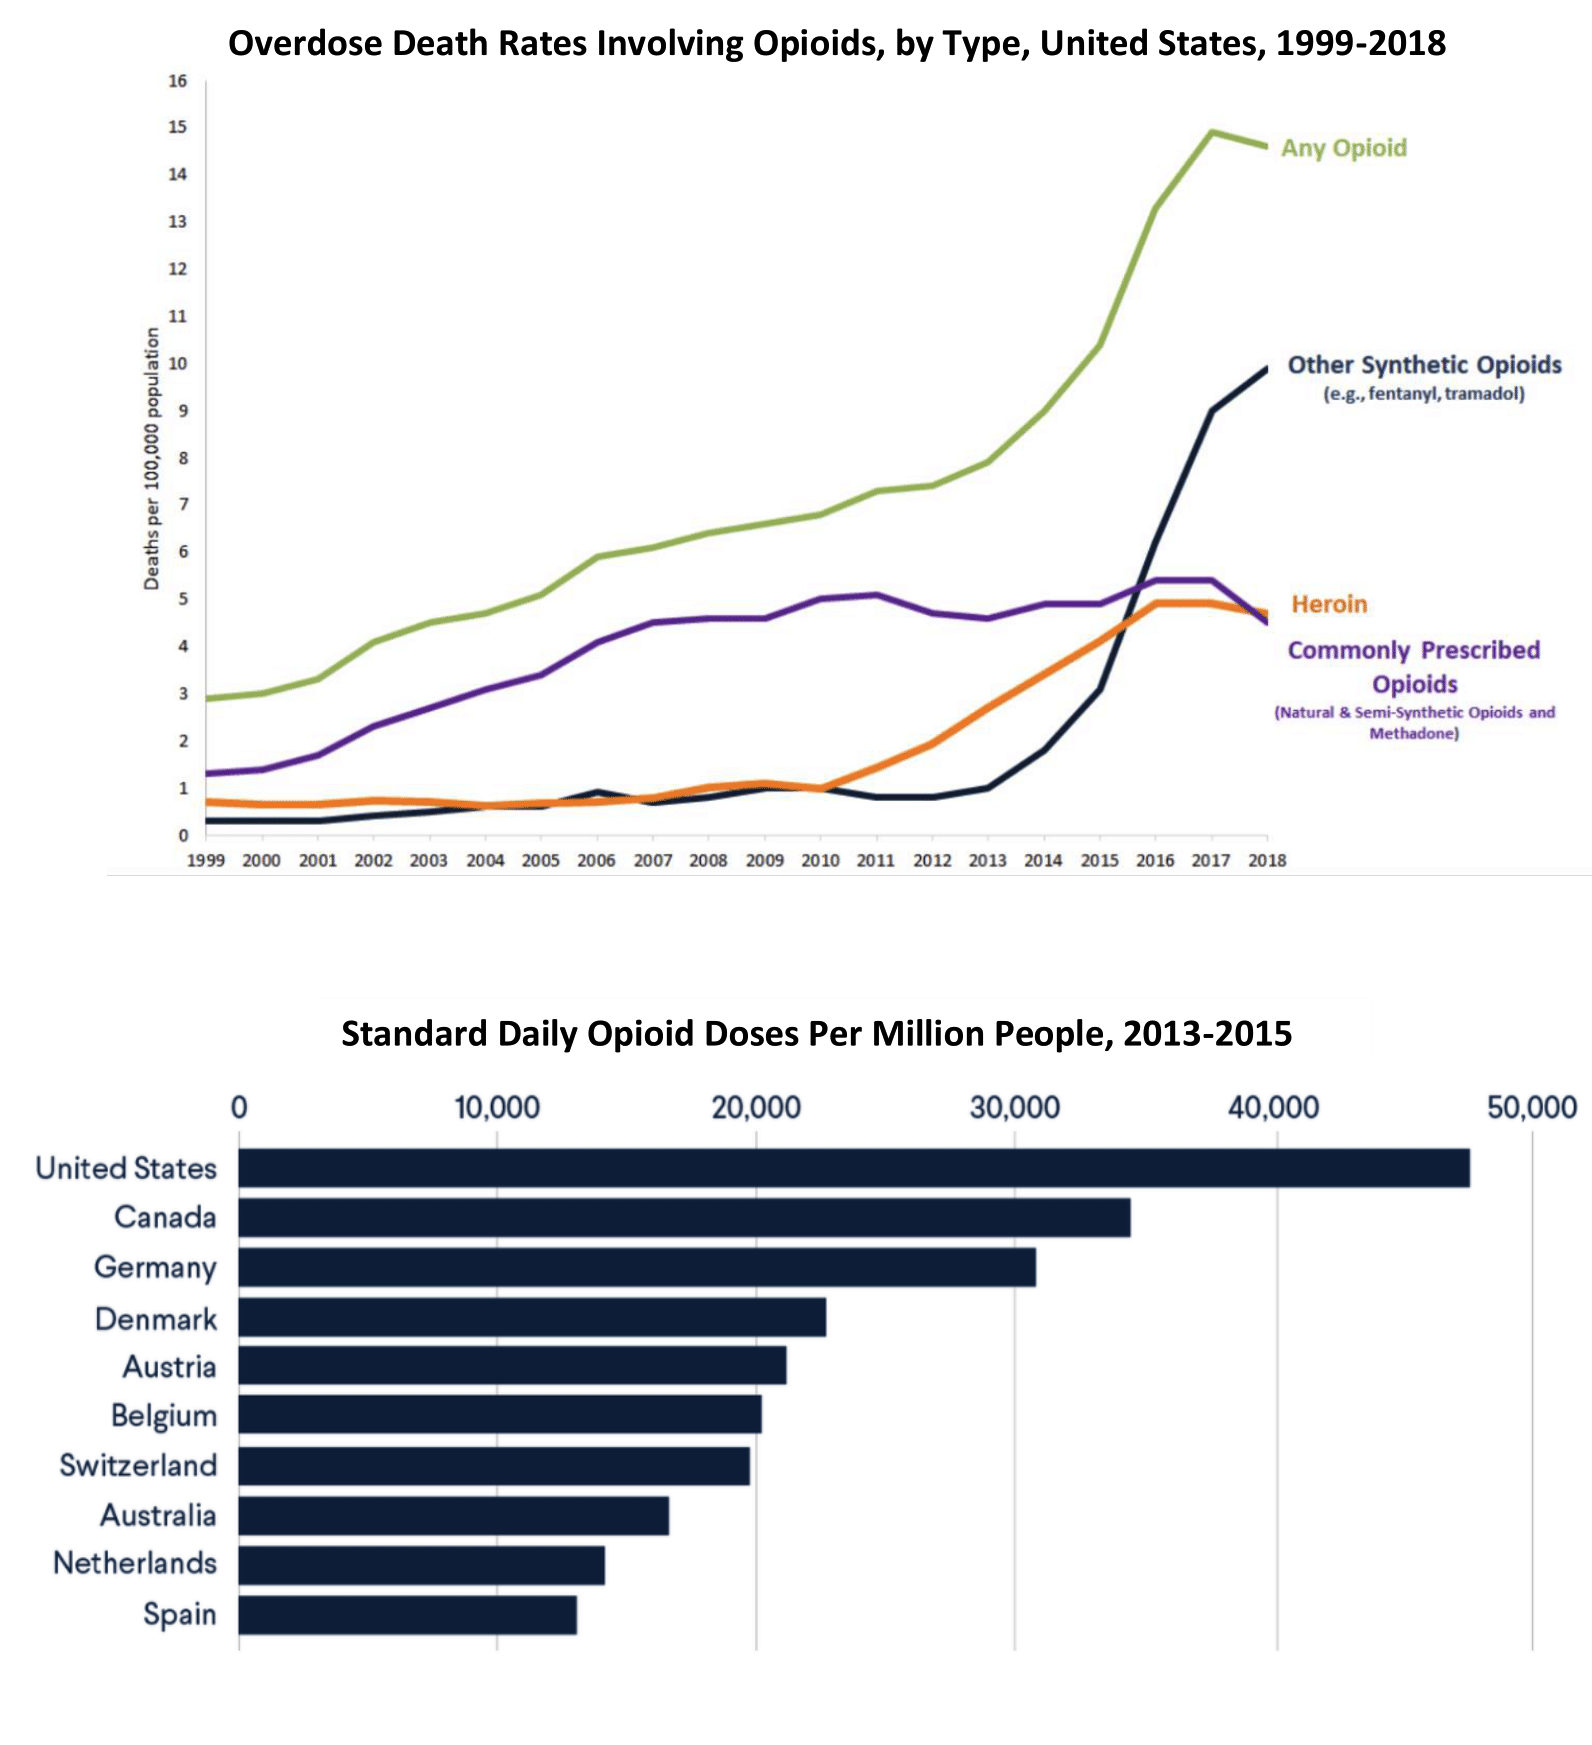 Overdose Death Rates Involving Opioids, by Type, United States, 1999-2018
16
15
14
13
12
11
10
9
8
7
6
5
4
3
2
1
0
Deaths per 100,000 population
Any Opioid
Other Synthetic Opioids
(e.g., fentanyl, tramadol)
Heroin
Commonly Prescribed
Opioids
(Natural & Semi-Synthetic Opioids and
Methadone)
1999 2000 2001 2002 2003 2004 2005 2006 2007 2008 2009 2010 2011 2012 2013 2014 2015 2016 2017 2018
Standard Daily Opioid Doses Per Million People, 2013-2015
0 10,000 20,000 30,000 40,000 50,000
United States
Canada
Germany
Denmark
Austria
Belgium
Switzerland
Australia
Netherlands
Spain